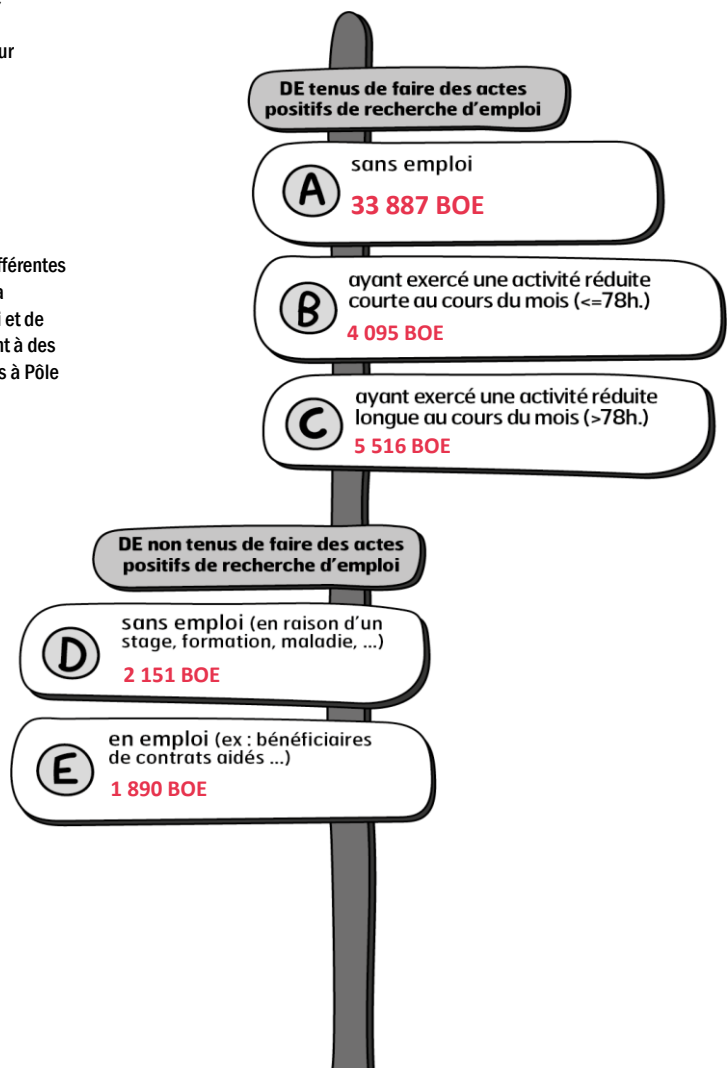 ur
fférentes
a
i et de
nt à des
s à Pôle
DE tenus de faire des actes
positifs de recherche d'emploi
A
sans emploi
33 887 BOE
B
ayant exercé une activité réduite
courte au cours du mois (<=78h.)
4 095 BOE
C
ayant exercé une activité réduite
longue au cours du mois (>78h.)
5 516 BOE
DE non tenus de faire des actes
positifs de recherche d'emploi
D
sans emploi (en raison d'un
stage, formation, maladie, ...)
2 151 BOE
E
en emploi (ex : bénéficiaires
de contrats aidés ...)
1 890 BOE